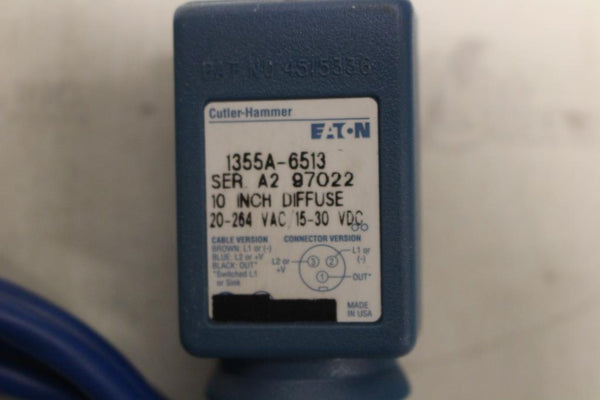 PAT NO 4515336
Cutler-Hammer
EATON
1355A-6513
SER. A2 97022
10 INCH DIFFUSE
20-264 VAC/15-30 VDC
CABLE VERSION
BROWN: L1 or (-)
BLUE: L2 or +V
BLACK: OUT*
*Switched L1
or Sink
CONNECTOR VERSION
L2 or
+V
3
2
1
L1 or
(-)
OUT*
MADE
IN USA